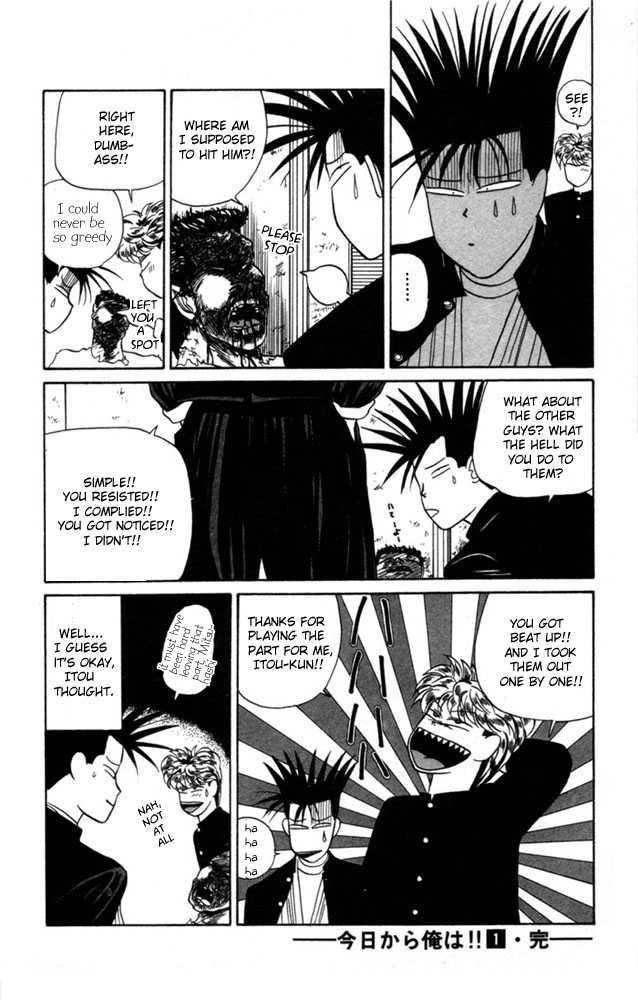 SEE
?!
......
WHERE AM
I SUPPOSED
TO HIT HIM?!
PLEASE
STOP
RIGHT
HERE,
DUMB-
ASS!!
I could
never be
so greedy
LEFT
YOU
A
SPOT
WHAT ABOUT
THE OTHER
GUYS? WHAT
THE HELL DID
YOU DO TO
THEM?
SIMPLE!!
YOU RESISTED!!
I COMPLIED!!
YOU GOT NOTICED!!
I DIDN'T!!
YOU GOT
BEAT UP!!
AND I TOOK
THEM OUT
ONE BY ONE!!
THANKS FOR
PLAYING THE
PART FOR ME,
ITOU-KUN!!
ha
ha
ha
ha
It must have
been hard
leaving that
part, Mitsu-
hashi
WELL...
I GUESS
IT'S OKAY,
ITOU
THOUGHT.
NAH,
NOT
AT
ALL
今日から俺は!!1・完